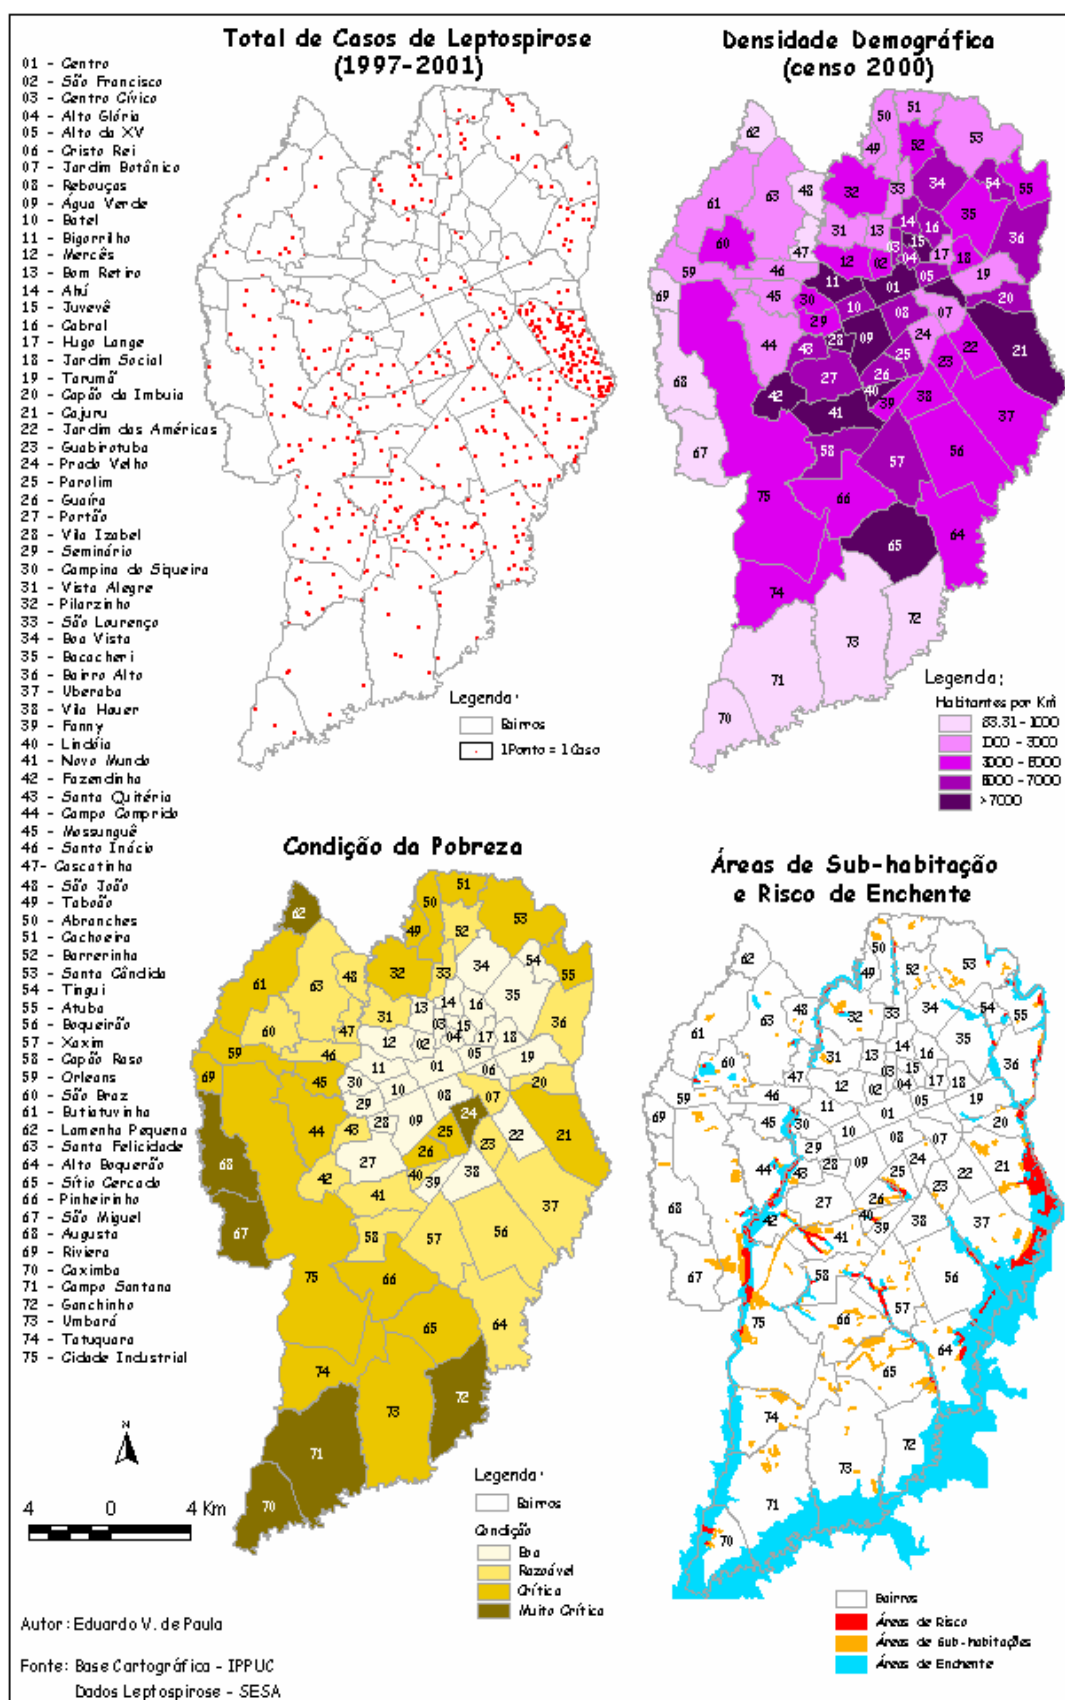 Total de Casos de Leptospirose
(1997-2001)
Densidade Demográfica
(censo 2000)
01 - Centro
02 - São Francisco
03 - Centro Cívico
04 - Alto Glória
05 - Alto da XV
06 - Cristo Rei
07 - Jardim Botânico
08 - Rebouças
09 - Água Verde
10 - Batel
11 - Bigorrilho
12 - Mercês
13 - Bom Retiro
14 - Ahú
15 - Juvevê
16 - Cabral
17 - Hugo Lange
18 - Jardim Social
19 - Tarumã
20 - Capão da Imbuia
21 - Cajuru
22 - Jardim das Américas
23 - Guabirotuba
24 - Prado Velho
25 - Parolim
26 - Guaíra
27 - Portão
28 - Vila Izabel
29 - Seminário
30 - Campina do Siqueira
31 - Vista Alegre
32 - Pilarzinho
33 - São Lourenço
34 - Boa Vista
35 - Bacacheri
36 - Bairro Alto
37 - Uberaba
38 - Vila Hauer
39 - Fanny
40 - Lindóia
41 - Novo Mundo
42 - Fazendinha
43 - Santa Quitéria
44 - Campo Comprido
45 - Mossunguê
46 - Santo Inácio
47- Cascatinha
48 - São João
49 - Taboão
50 - Abranches
51 - Cachoeira
52 - Barreirinha
53 - Santa Cândida
54 - Tingui
55 - Atuba
56 - Boqueirão
57 - Xaxim
58 - Capão Raso
59 - Orleans
60 - São Braz
61 - Butiatuvinha
62 - Lamenha Pequena
63 - Santa Felicidade
64 - Alto Boqueirão
65 - Sítio Cercado
66 - Pinheirinho
67 - São Miguel
68 - Augusta
69 - Riviera
70 - Caximba
71 - Campo Santana
72 - Ganchinho
73 - Umbará
74 - Tatuquara
75 - Cidade Industrial
Legenda:
Bairros
1 Ponto = 1 Caso
Legenda:
Habitantes por Km²
83.31 - 1000
1000 - 3000
3000 - 5000
5000 - 7000
>7000
Condição da Pobreza
Áreas de Sub-habitação
e Risco de Enchente
N
4 0 4 Km
Legenda:
Bairros
Condição
Boa
Razoável
Crítica
Muito Crítica
Bairros
Áreas de Risco
Áreas de Sub-habitações
Áreas de Enchente
Autor: Eduardo V. de Paula
Fonte: Base Cartográfica - IPPUC
Dados Leptospirose - SESA